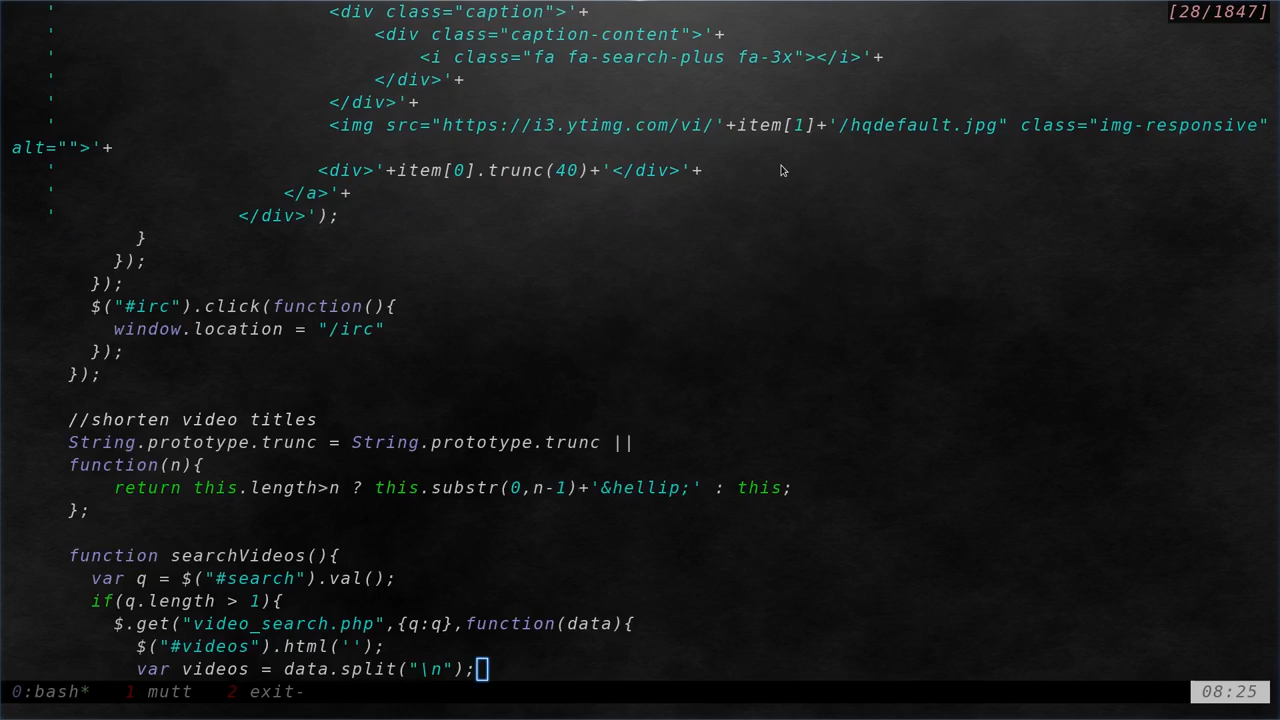 '                         <div class="caption">'+ [28/1847]
'                             <div class="caption-content">'+
'                                 <i class="fa fa-search-plus fa-3x"></i>'+
'                             </div>'+
'                         </div>'+
'                         <img src="https://i3.ytimg.com/vi/'+item[1]+'/hqdefault.jpg" class="img-responsive"
alt="">'+
'                        <div>'+item[0].trunc(40)+'</div>'+
'                     </a>'+
'                 </div>');
           }
         });
       });
       $("#irc").click(function(){
         window.location = "/irc"
       });
     });

     //shorten video titles
     String.prototype.trunc = String.prototype.trunc ||
     function(n){
         return this.length>n ? this.substr(0,n-1)+'&hellip;' : this;
     };

     function searchVideos(){
       var q = $("#search").val();
       if(q.length > 1){
         $.get("video_search.php",{q:q},function(data){
           $("#videos").html('');
           var videos = data.split("\n");
0:bash*   1 mutt   2 exit- 08:25